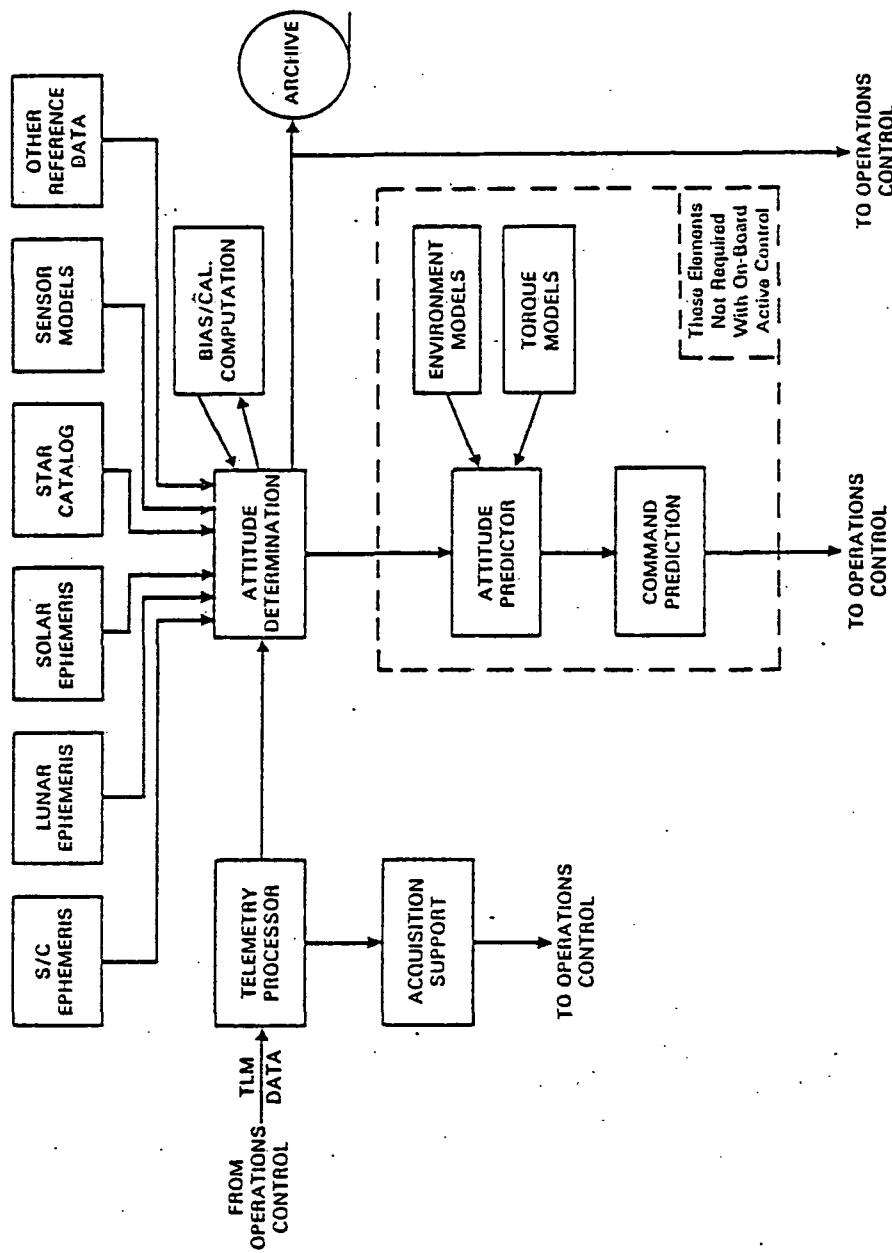 S/C
EPHEMERIS
LUNAR
EPHEMERIS
SOLAR
EPHEMERIS
STAR
CATALOG
SENSOR
MODELS
OTHER
REFERENCE
DATA
FROM
OPERATIONS
CONTROL
TLM
DATA
TELEMETRY
PROCESSOR
ATTITUDE
DETERMINATION
BIAS/CAL.
COMPUTATION
ARCHIVE
ACQUISITION
SUPPORT
TO OPERATIONS
CONTROL
ATTITUDE
PREDICTOR
ENVIRONMENT
MODELS
TORQUE
MODELS
COMMAND
PREDICTION
These Elements
Not Required
With On-Board
Active Control
TO OPERATIONS
CONTROL
TO OPERATIONS
CONTROL